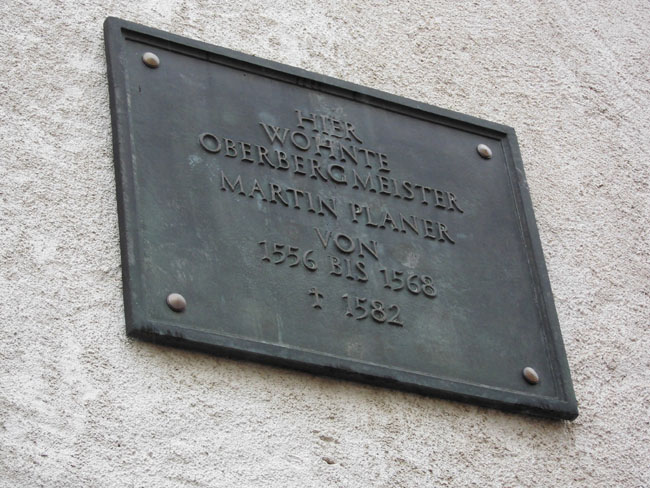 HIER
WOHNTE
OBERBERGMEISTER
MARTIN PLANER
VON
1556 BIS 1568
† 1582